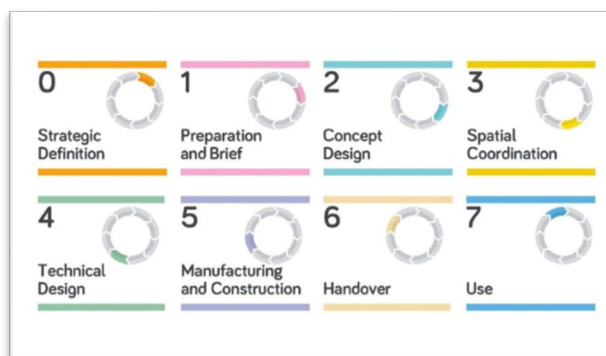 0
Strategic
Definition
1
Preparation
and Brief
2
Concept
Design
3
Spatial
Coordination
4
Technical
Design
5
Manufacturing
and Construction
6
Handover
7
Use